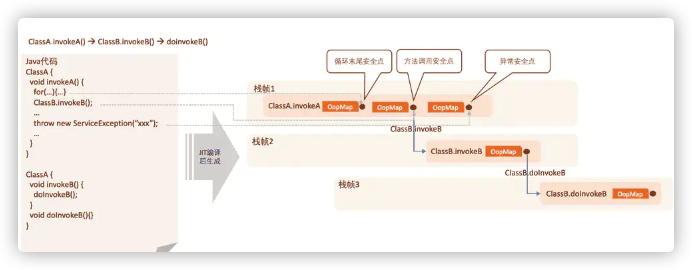 ClassA.invokeA() → ClassB.invokeB() → doinvokeB()
Java代码
ClassA {
void invokeA() {
for(...){...}
ClassB.invokeB();
...
throw new ServiceException("xxx");
...
}
}
ClassA {
void invokeB() {
doInvokeB();
}
void doInvokeB(){}
}
JIT编译
后生成
循环末尾安全点
方法调用安全点
异常安全点
栈帧1
ClassA.invokeA
OopMap
OopMap
OopMap
ClassB.invokeB
栈帧2
ClassB.invokeB
OopMap
ClassB.doInvokeB
栈帧3
ClassB.doInvokeB
OopMap